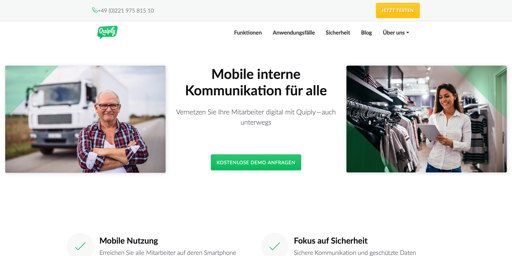 +49(0)221 975 815 10
JETZT TESTEN
Quiply
Funktionen
Anwendungsfälle
Sicherheit
Blog
Über uns
Mobile interne
Kommunikation für alle
Vernetzen Sie Ihre Mitarbeiter digital mit Quiply—auch
unterwegs
KOSTENLOSE DEMO ANFRAGEN
Mobile Nutzung
Erreichen Sie alle Mitarbeiter auf deren Smartphone
Fokus auf Sicherheit
Sichere Kommunikation und geschützte Daten